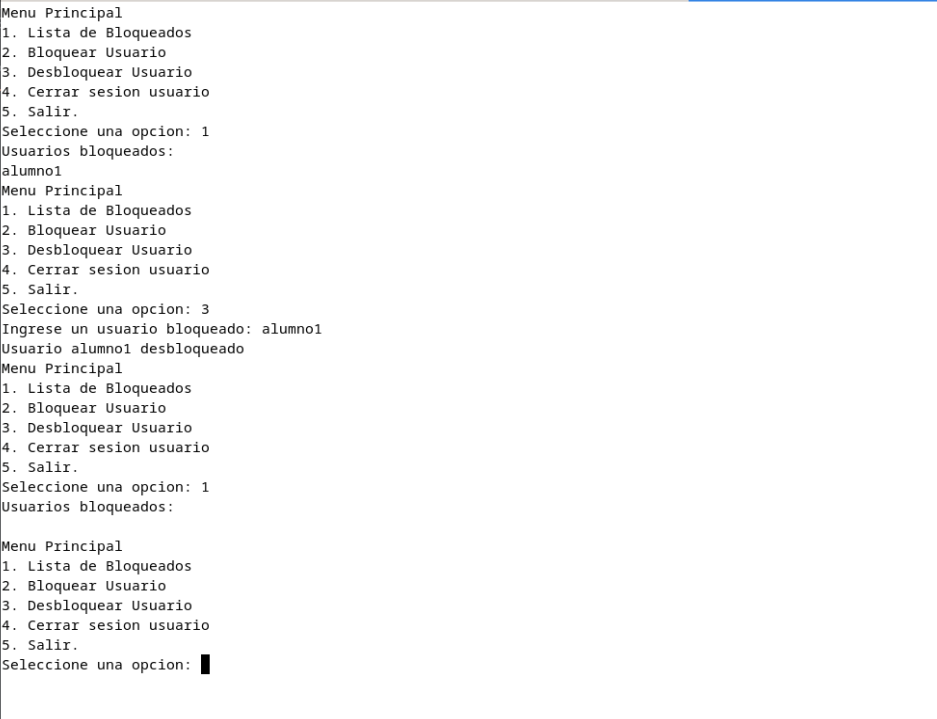 Menu Principal
1. Lista de Bloqueados
2. Bloquear Usuario
3. Desbloquear Usuario
4. Cerrar sesion usuario
5. Salir.
Seleccione una opcion: 1
Usuarios bloqueados:
alumno1
Menu Principal
1. Lista de Bloqueados
2. Bloquear Usuario
3. Desbloquear Usuario
4. Cerrar sesion usuario
5. Salir.
Seleccione una opcion: 3
Ingrese un usuario bloqueado: alumno1
Usuario alumno1 desbloqueado
Menu Principal
1. Lista de Bloqueados
2. Bloquear Usuario
3. Desbloquear Usuario
4. Cerrar sesion usuario
5. Salir.
Seleccione una opcion: 1
Usuarios bloqueados:

Menu Principal
1. Lista de Bloqueados
2. Bloquear Usuario
3. Desbloquear Usuario
4. Cerrar sesion usuario
5. Salir.
Seleccione una opcion: